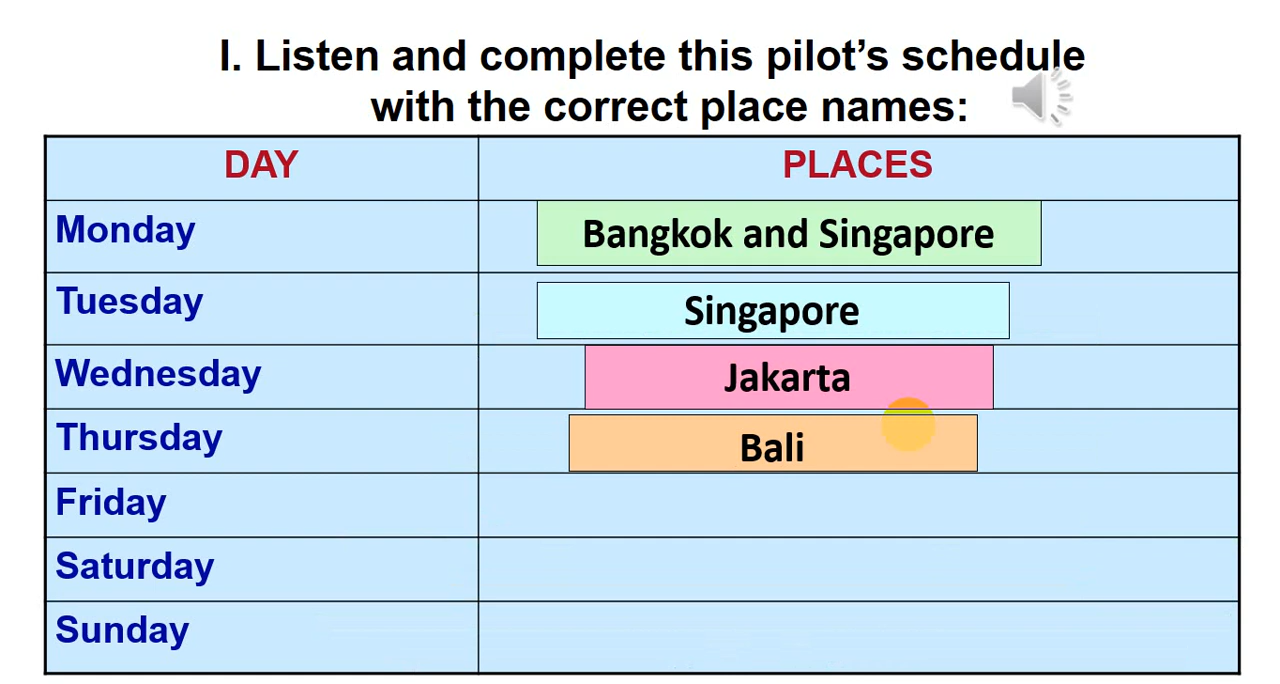 I. Listen and complete this pilot’s schedule
with the correct place names:
DAY PLACES
Monday Bangkok and Singapore
Tuesday Singapore
Wednesday Jakarta
Thursday Bali
Friday
Saturday
Sunday